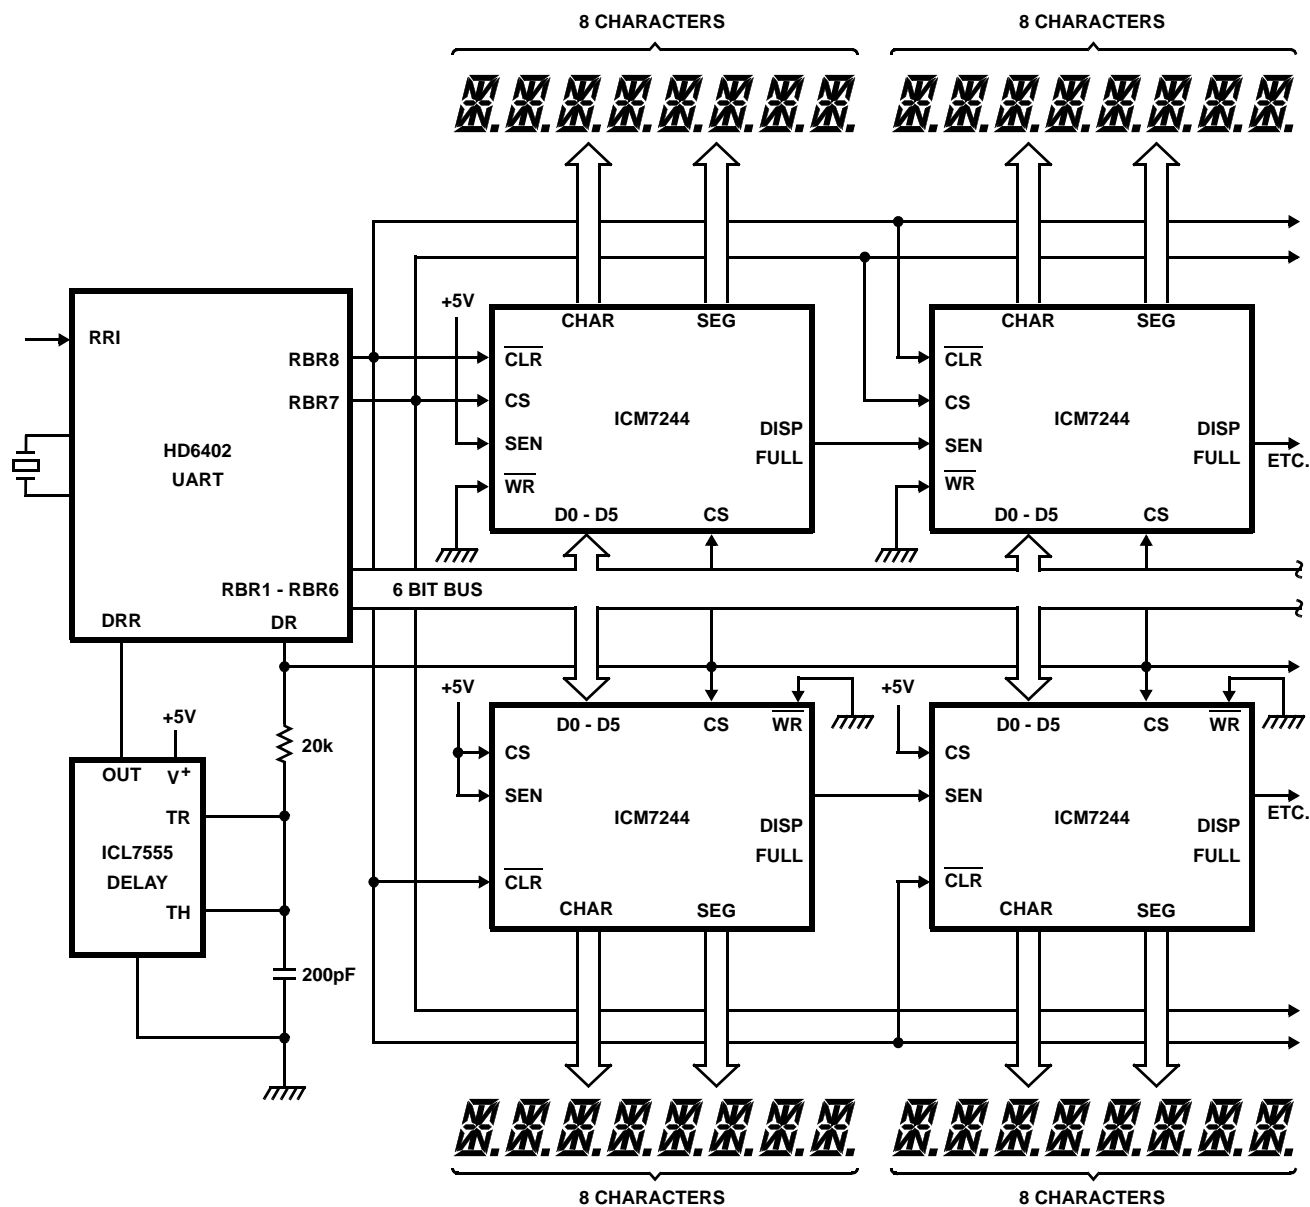 8 CHARACTERS
8 CHARACTERS
HD6402
UART
RRI
RBR8
RBR7
RBR1 - RBR6
DRR
DR
6 BIT BUS
+5V
CHAR
SEG
CLR
CS
SEN
WR
ICM7244
DISP
FULL
D0 - D5
CS
CHAR
SEG
CLR
CS
SEN
WR
ICM7244
DISP
FULL
D0 - D5
CS
ETC.
+5V
OUT
V+
TR
ICL7555
DELAY
TH
20k
200pF
+5V
D0 - D5
CS
WR
CS
SEN
ICM7244
DISP
FULL
CLR
CHAR
SEG
+5V
D0 - D5
CS
WR
CS
SEN
ICM7244
DISP
FULL
CLR
CHAR
SEG
ETC.
8 CHARACTERS
8 CHARACTERS